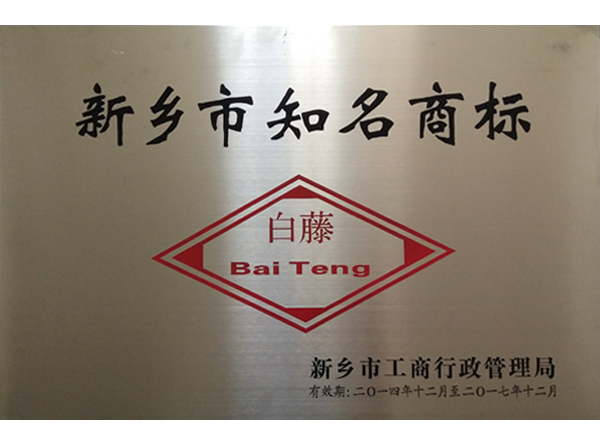 新乡市知名商标
白藤
Bai Teng
新乡市工商行政管理局
有效期:二〇一四年十二月至二〇一七年十二月